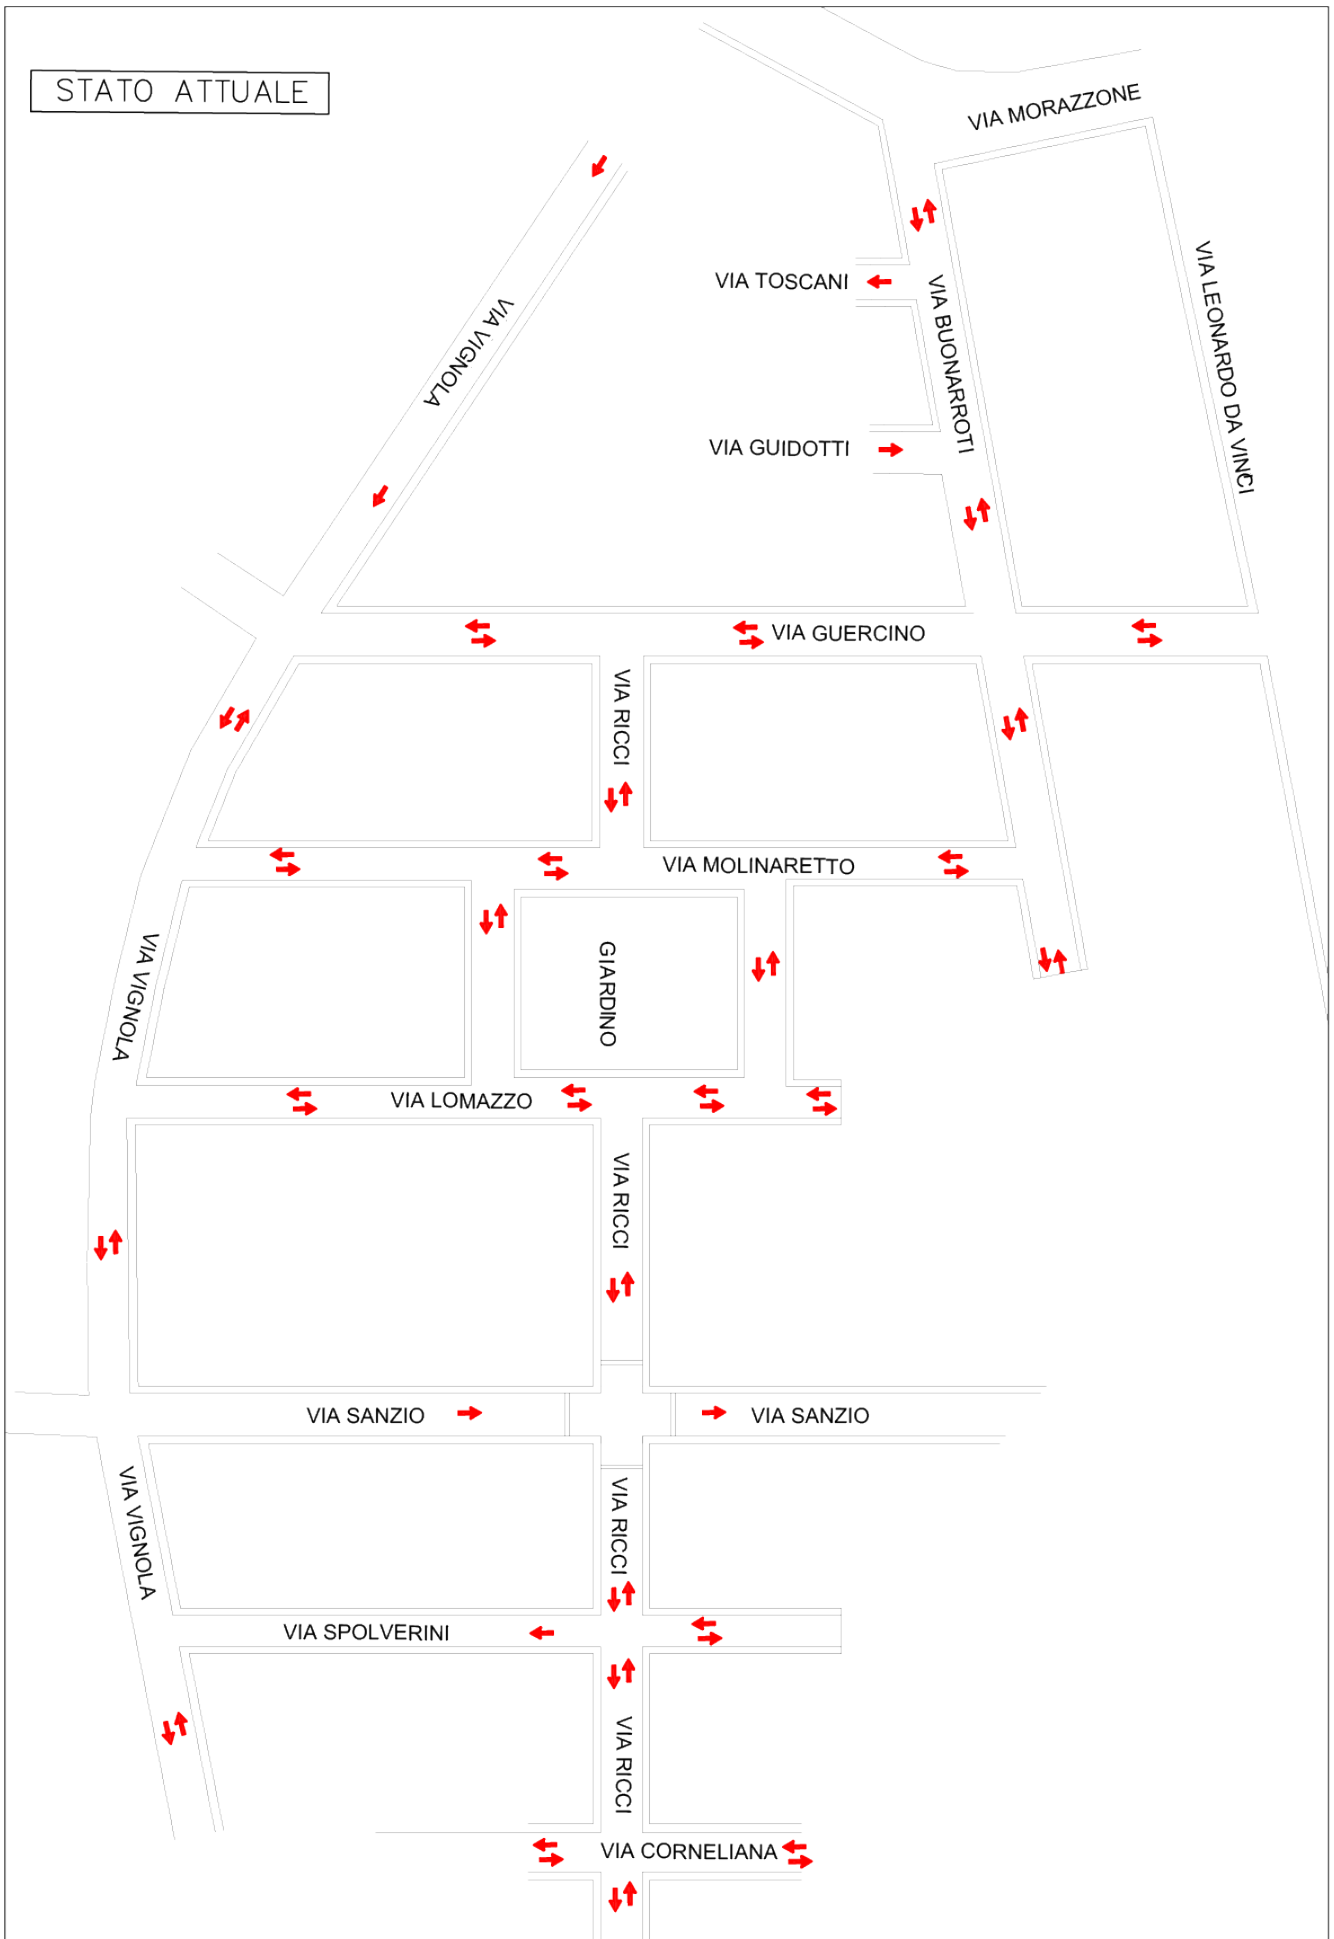 STATO ATTUALE
VIA MORAZZONE
VIA TOSCANI
VIA BUONARROTI
VIA LEONARDO DA VINCI
VIA VIGNOLA
VIA GUIDOTTI
VIA GUERCINO
VIA RICCI
VIA MOLINARETTO
VIA VIGNOLA
GIARDINO
VIA LOMAZZO
VIA RICCI
VIA SANZIO
VIA SANZIO
VIA VIGNOLA
VIA RICCI
VIA SPOLVERINI
VIA RICCI
VIA CORNELIANA